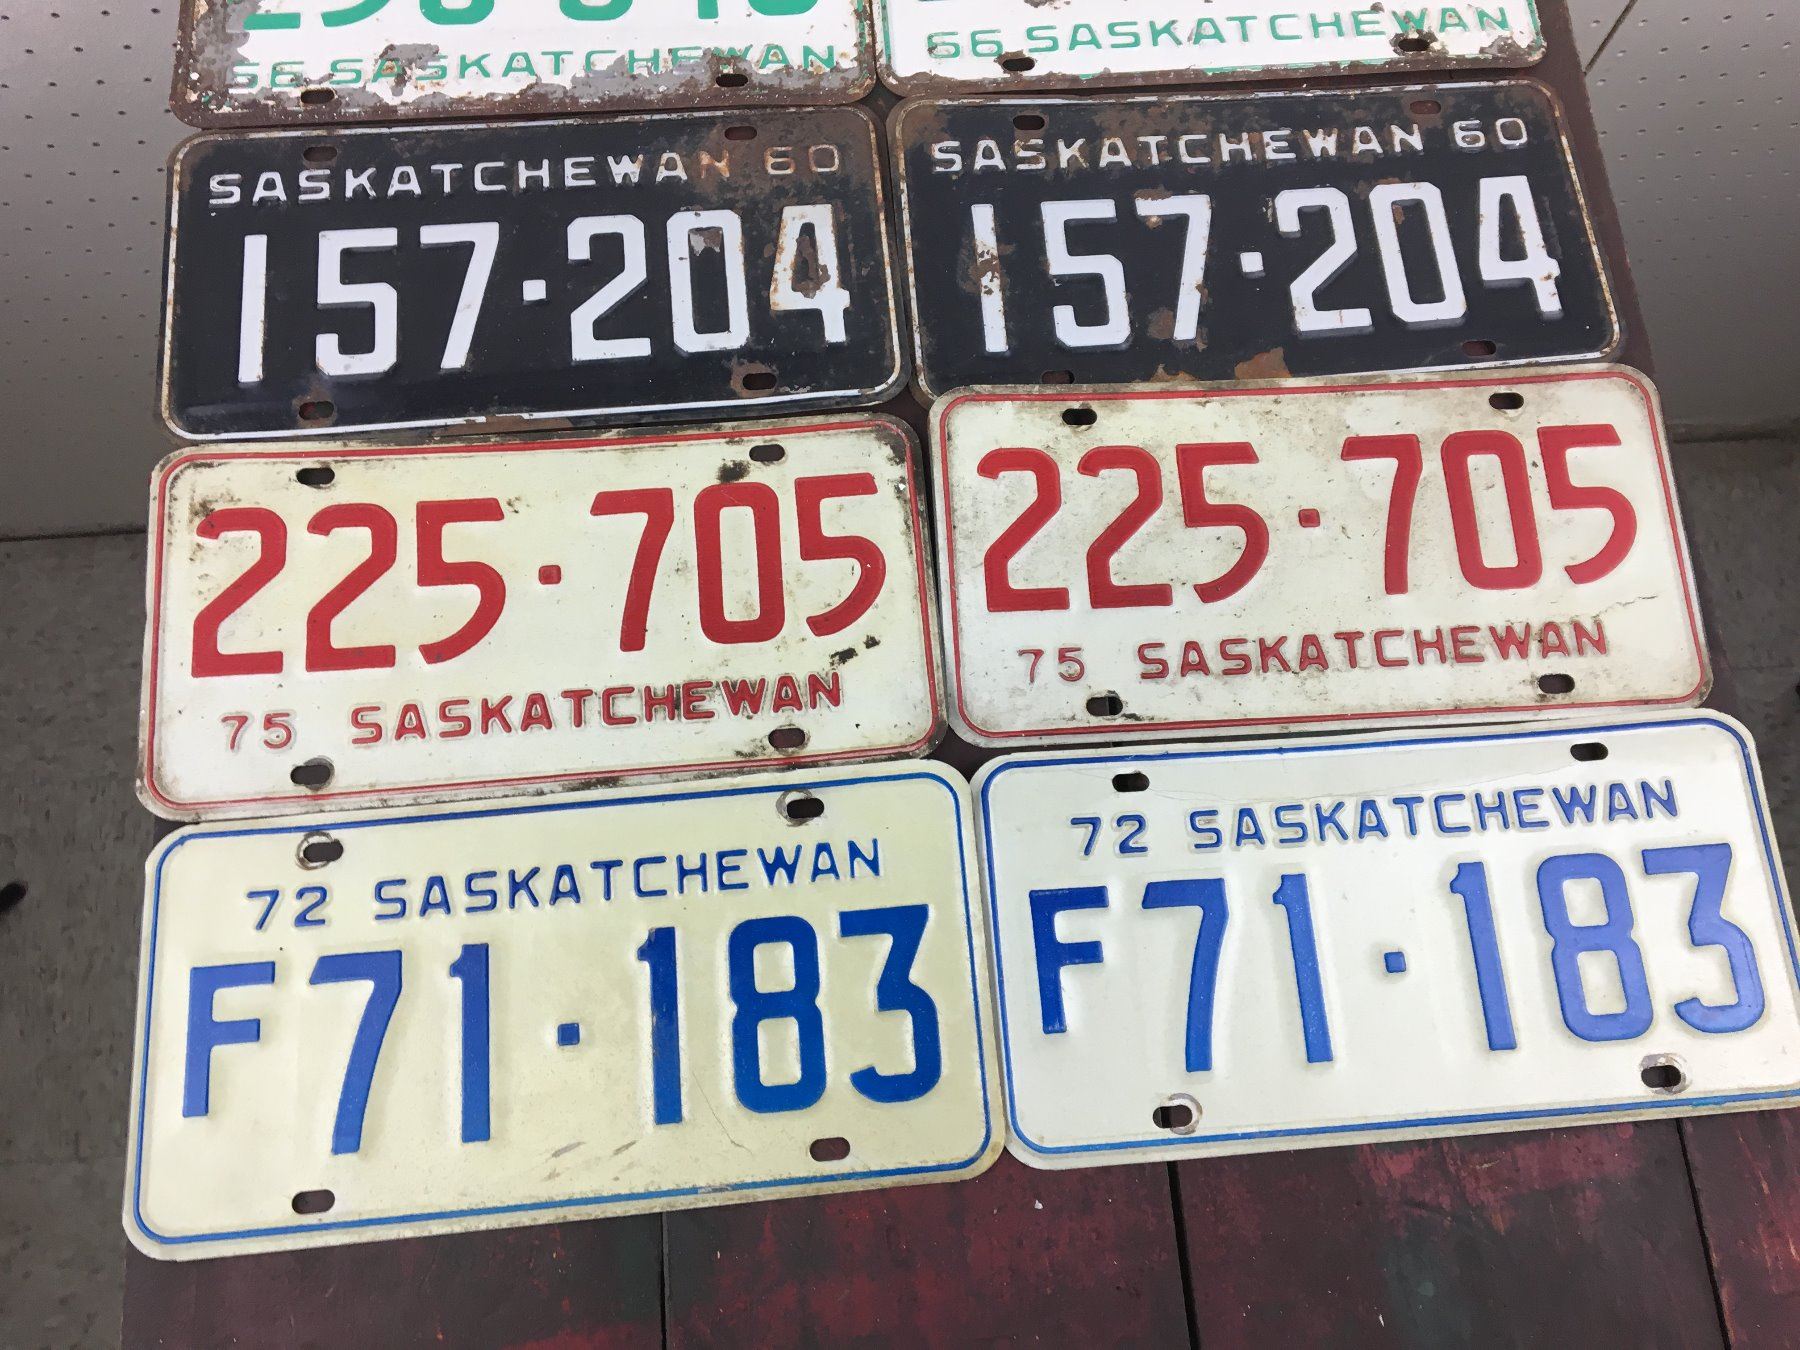 66 SASKATCHEWAN
66 SASKATCHEWAN
SASKATCHEWAN 60
157·204
SASKATCHEWAN 60
157·204
225·705
75 SASKATCHEWAN
225·705
75 SASKATCHEWAN
72 SASKATCHEWAN
F71·183
72 SASKATCHEWAN
F71·183